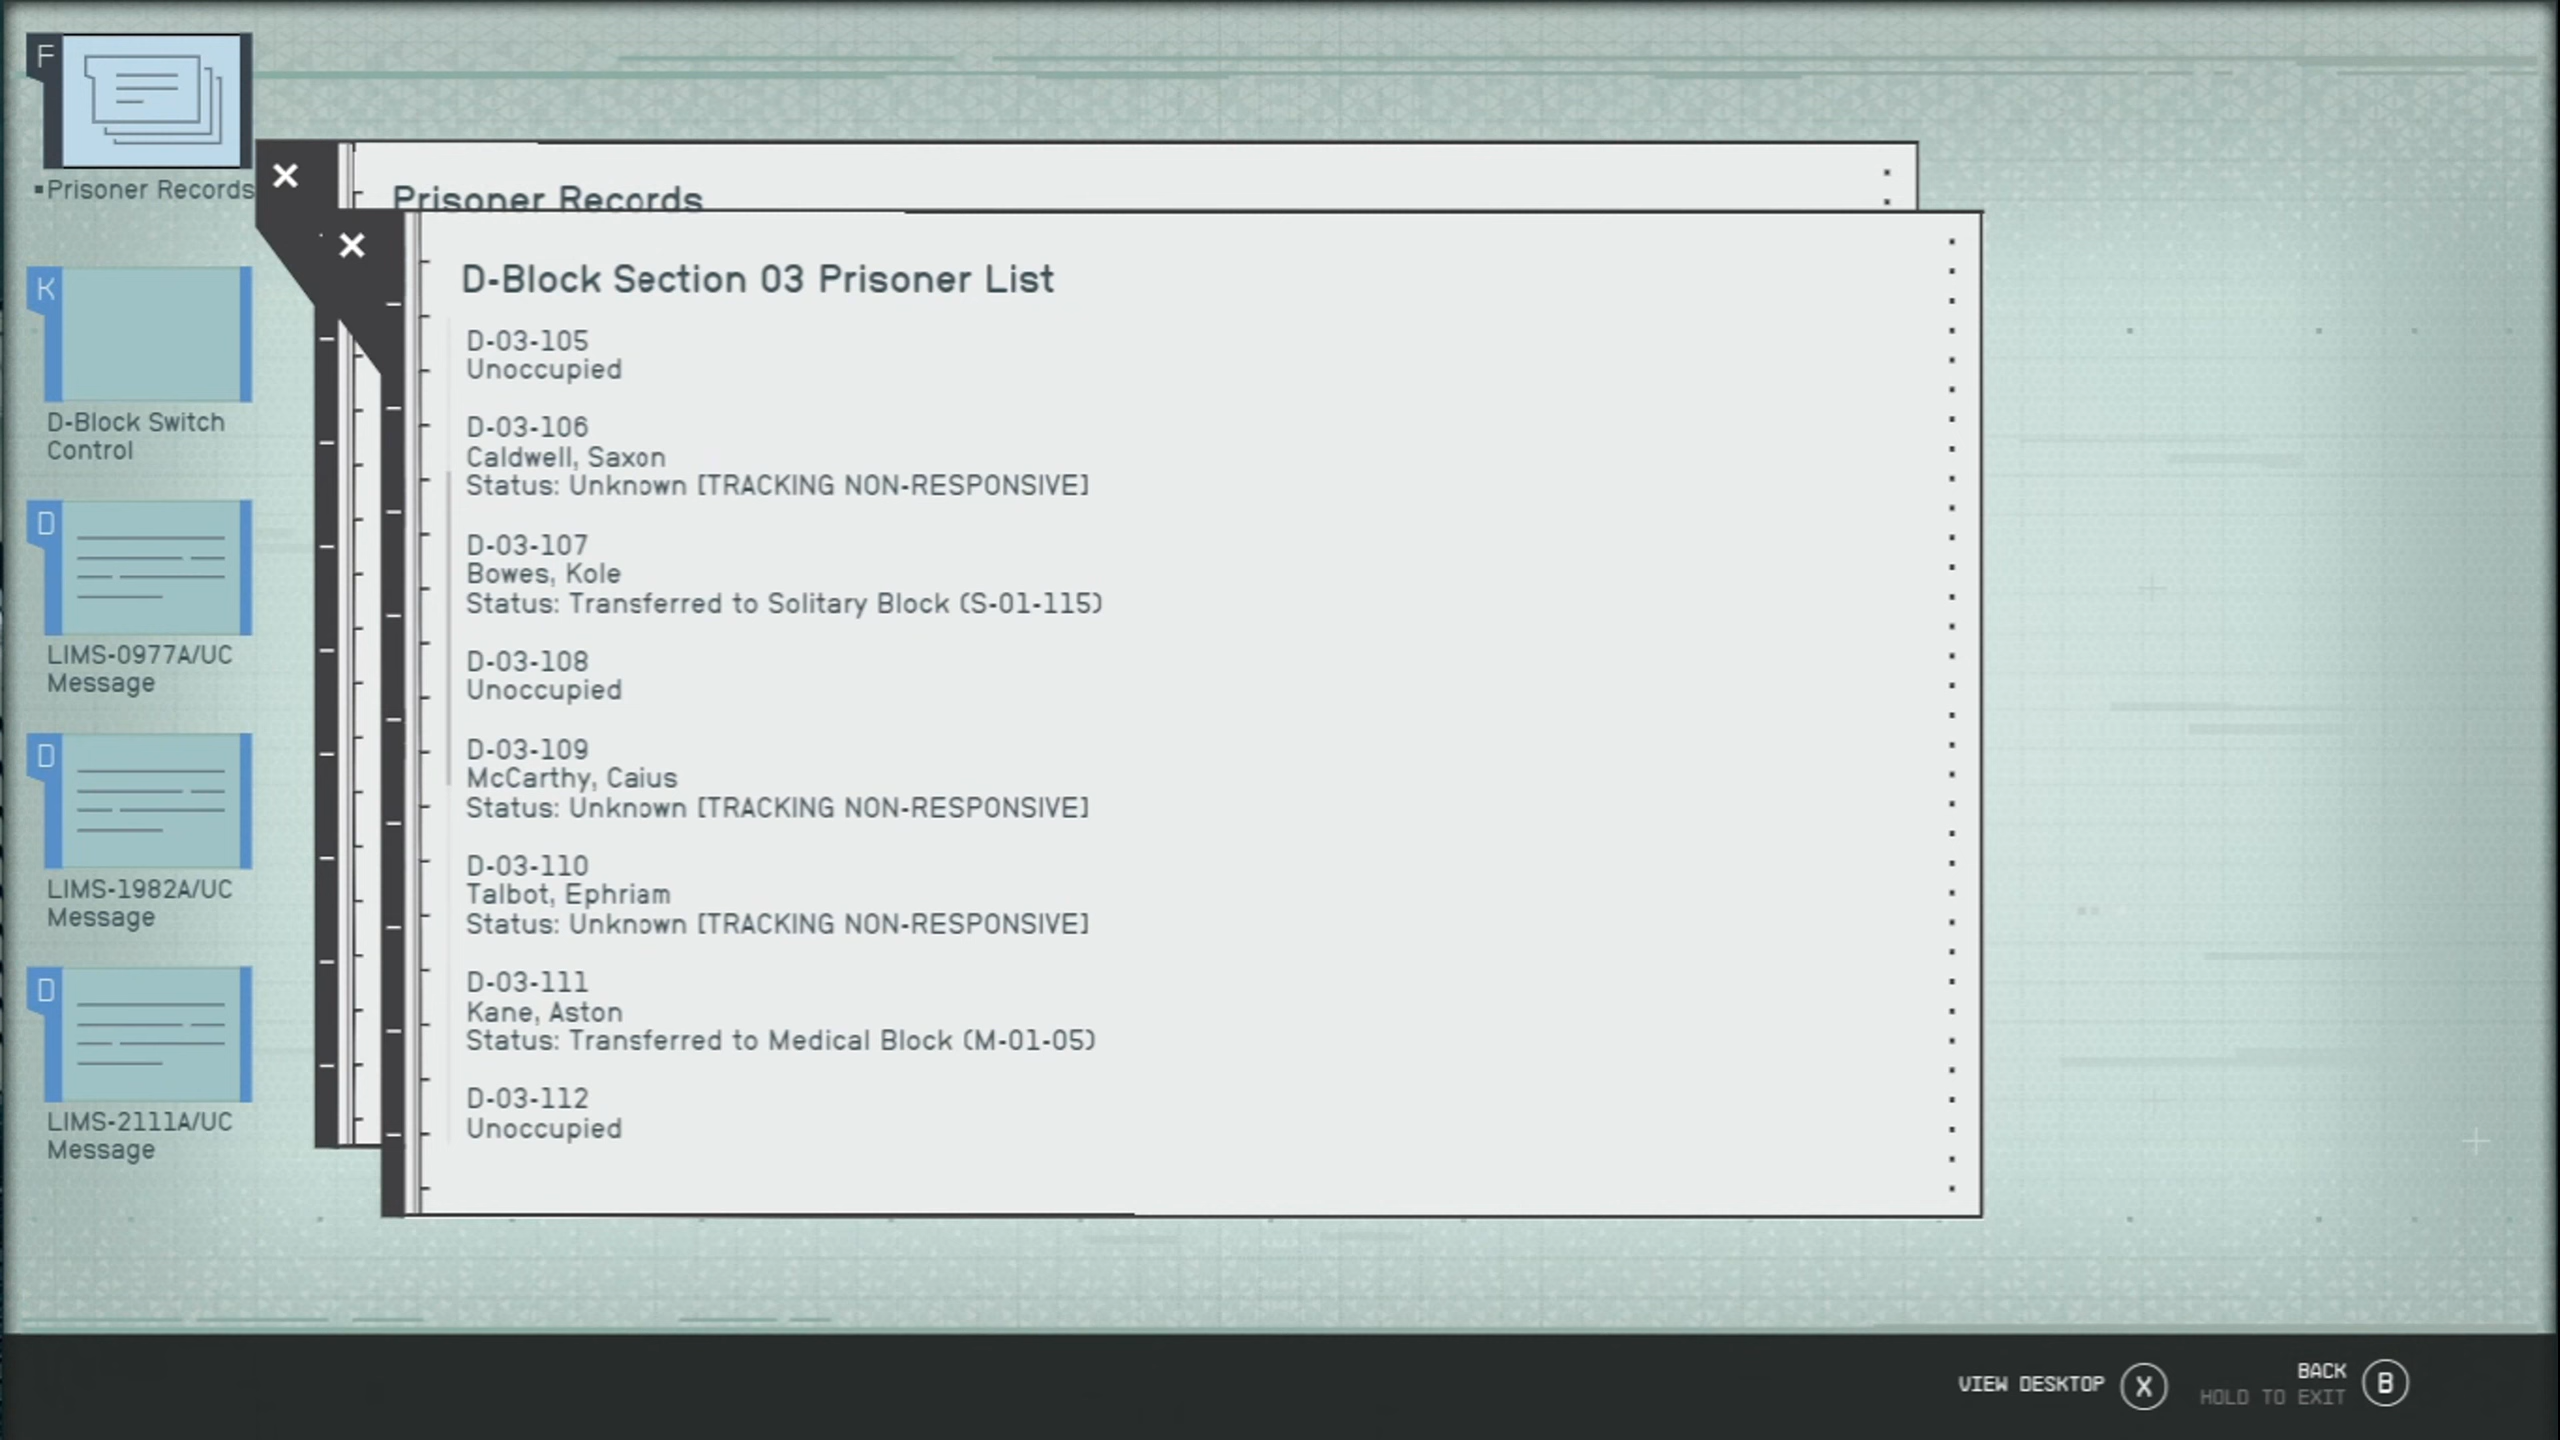 F
Prisoner Records
K
D-Block Switch
Control
D
LIMS-0977A/UC
Message
D
LIMS-1982A/UC
Message
D
LIMS-2111A/UC
Message
Prisoner Records
D-Block Section 03 Prisoner List
D-03-105
Unoccupied
D-03-106
Caldwell, Saxon
Status: Unknown [TRACKING NON-RESPONSIVE]
D-03-107
Bowes, Kole
Status: Transferred to Solitary Block (S-01-115)
D-03-108
Unoccupied
D-03-109
McCarthy, Caius
Status: Unknown [TRACKING NON-RESPONSIVE]
D-03-110
Talbot, Ephriam
Status: Unknown [TRACKING NON-RESPONSIVE]
D-03-111
Kane, Aston
Status: Transferred to Medical Block (M-01-05)
D-03-112
Unoccupied
VIEW DESKTOP X
BACK B
HOLD TO EXIT